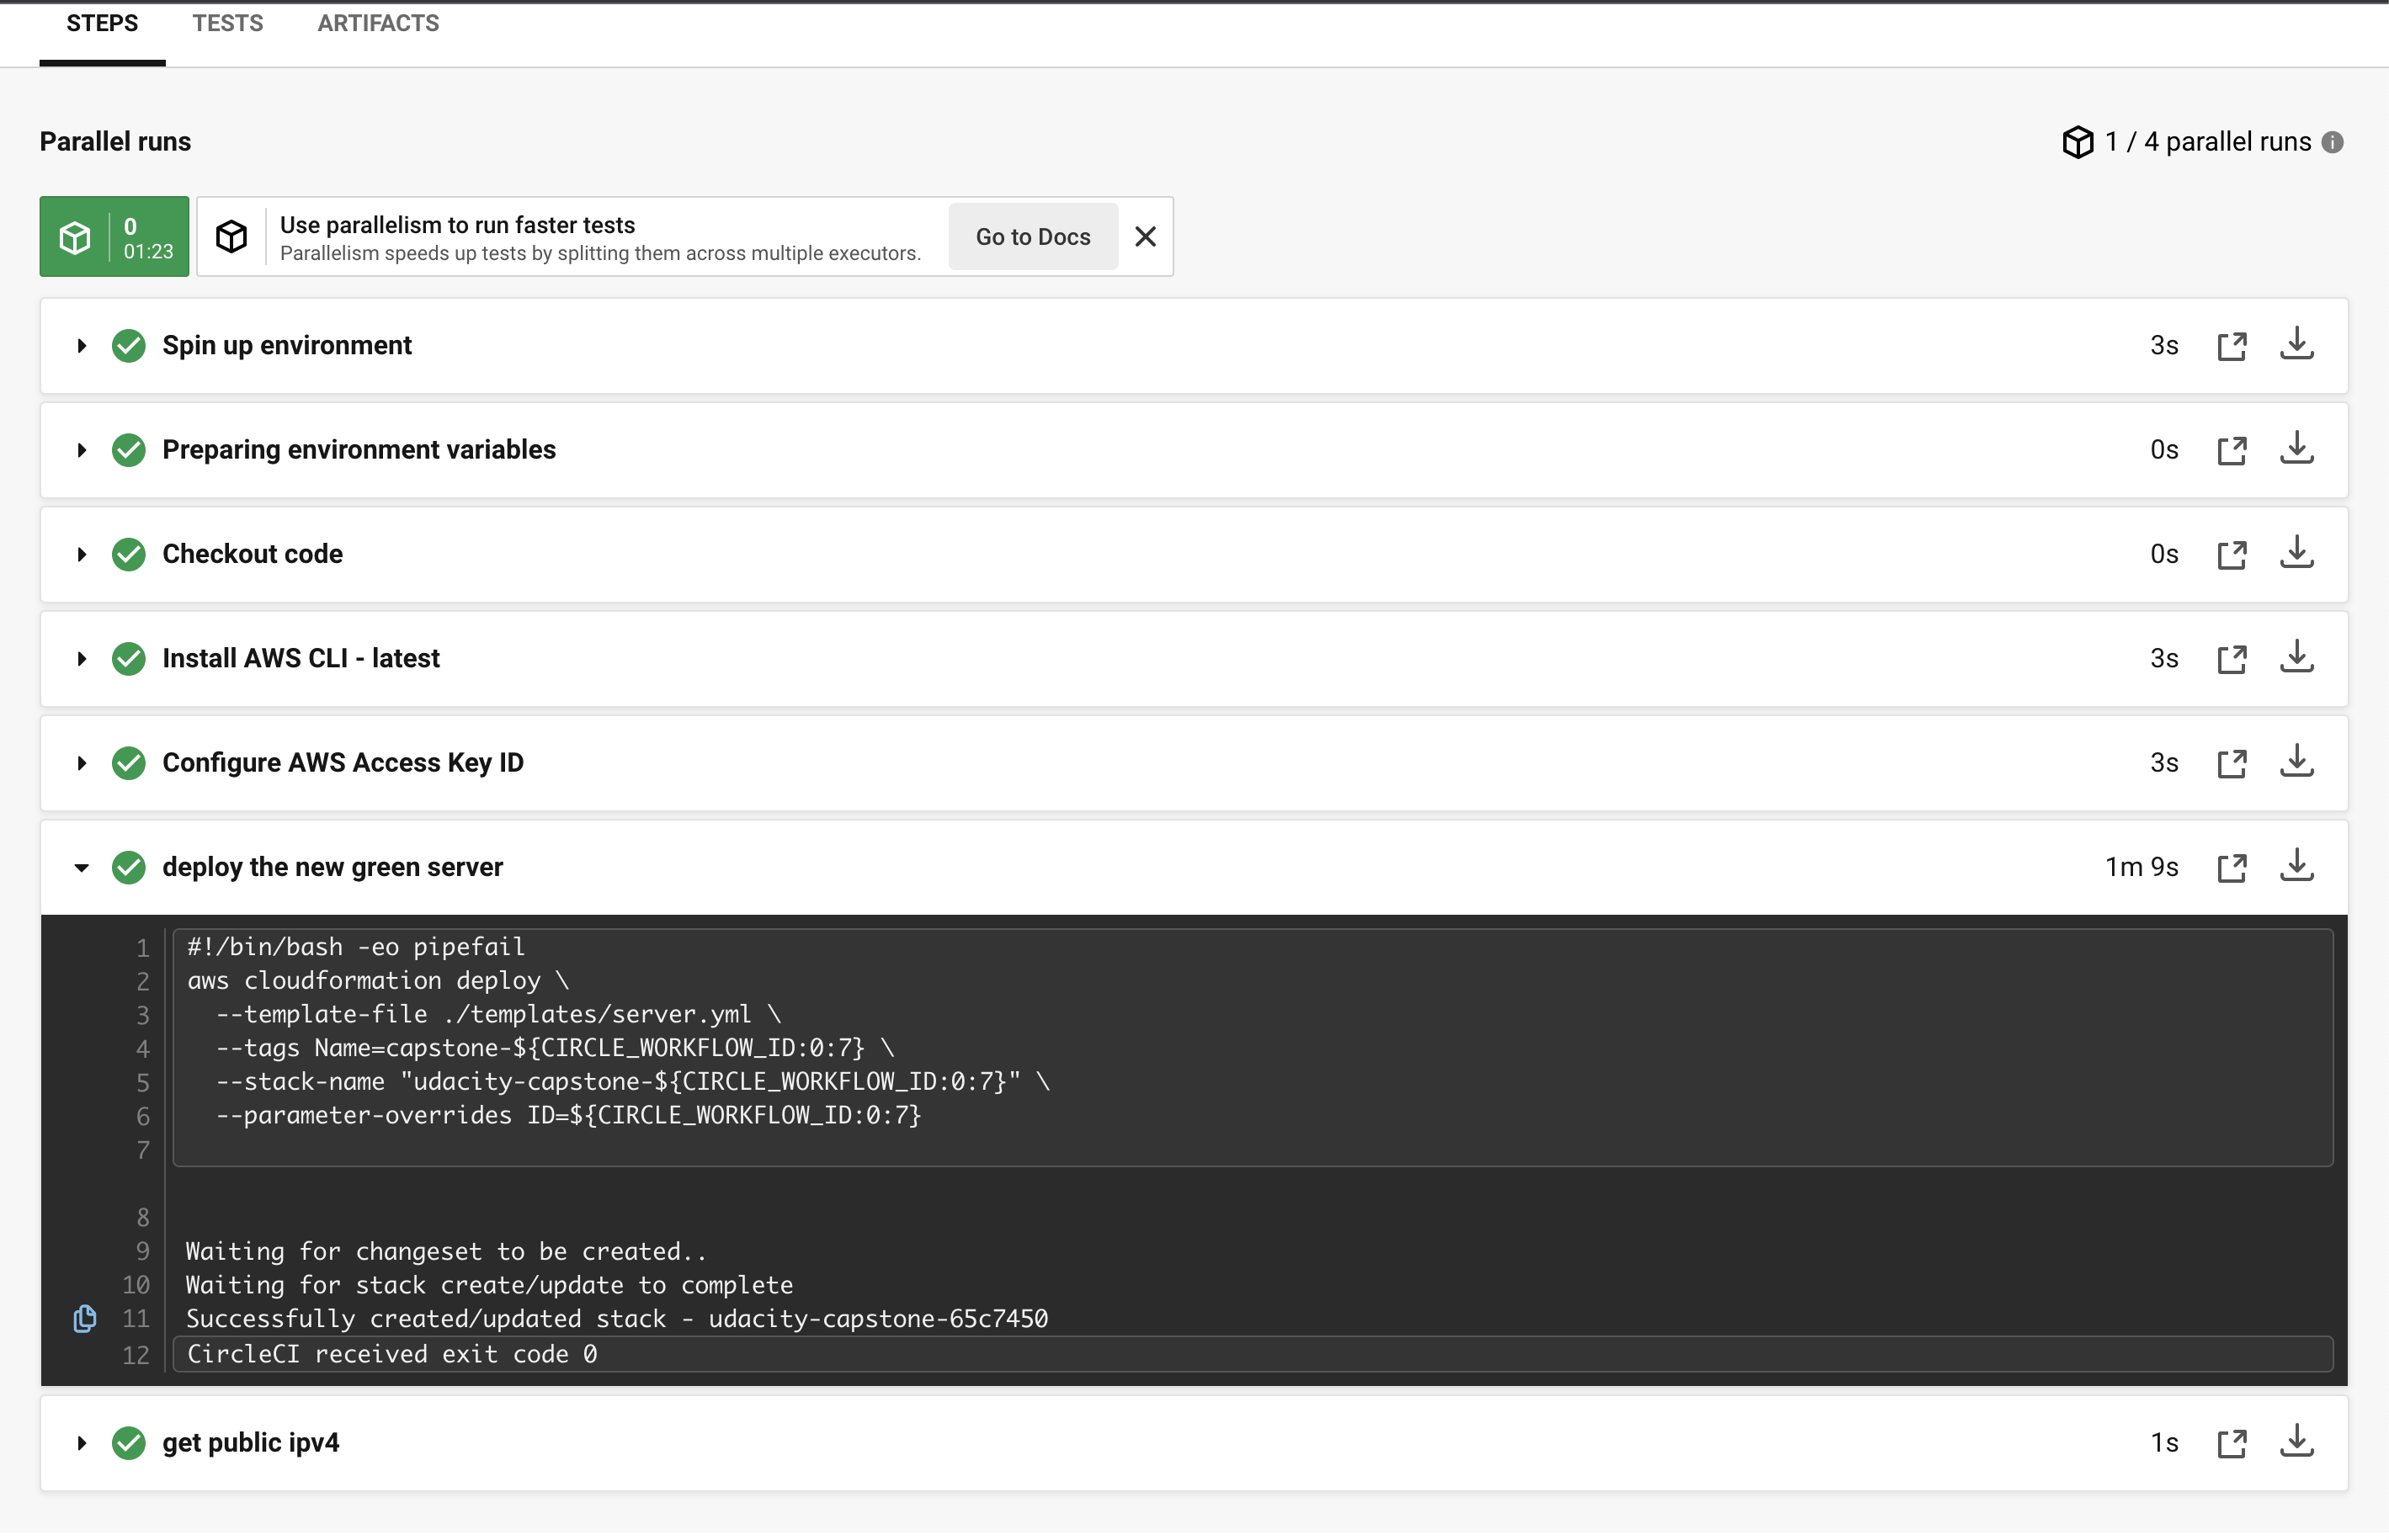 STEPS TESTS ARTIFACTS
Parallel runs
1 / 4 parallel runs
0
01:23
Use parallelism to run faster tests
Parallelism speeds up tests by splitting them across multiple executors.
Go to Docs
Spin up environment 3s
Preparing environment variables 0s
Checkout code 0s
Install AWS CLI - latest 3s
Configure AWS Access Key ID 3s
deploy the new green server 1m 9s
1 #!/bin/bash -eo pipefail
2 aws cloudformation deploy \
3   --template-file ./templates/server.yml \
4   --tags Name=capstone-${CIRCLE_WORKFLOW_ID:0:7} \
5   --stack-name "udacity-capstone-${CIRCLE_WORKFLOW_ID:0:7}" \
6   --parameter-overrides ID=${CIRCLE_WORKFLOW_ID:0:7}
7
8
9 Waiting for changeset to be created..
10 Waiting for stack create/update to complete
11 Successfully created/updated stack - udacity-capstone-65c7450
12 CircleCI received exit code 0
get public ipv4 1s